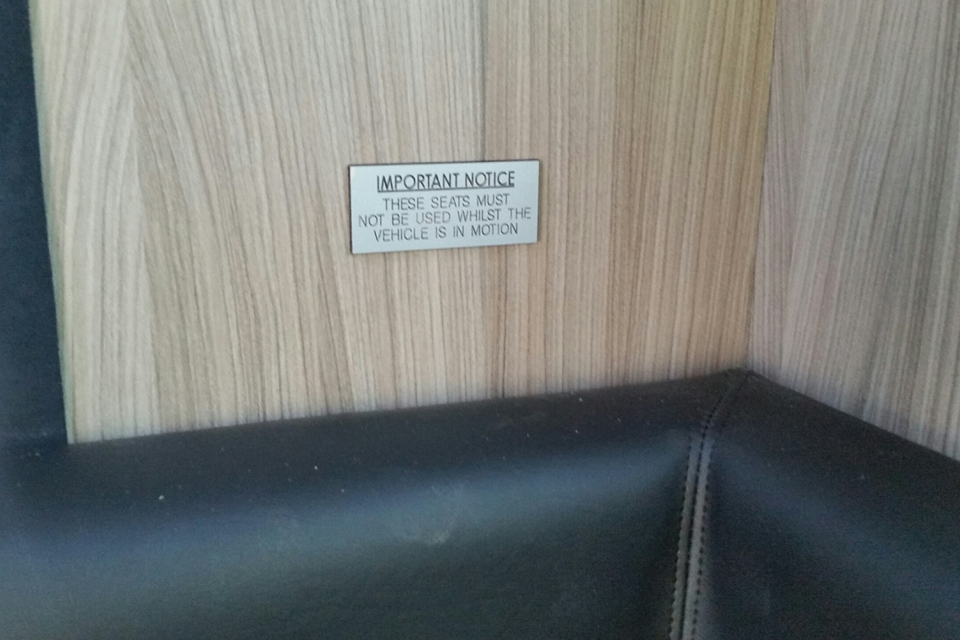 IMPORTANT NOTICE
THESE SEATS MUST
NOT BE USED WHILST THE
VEHICLE IS IN MOTION